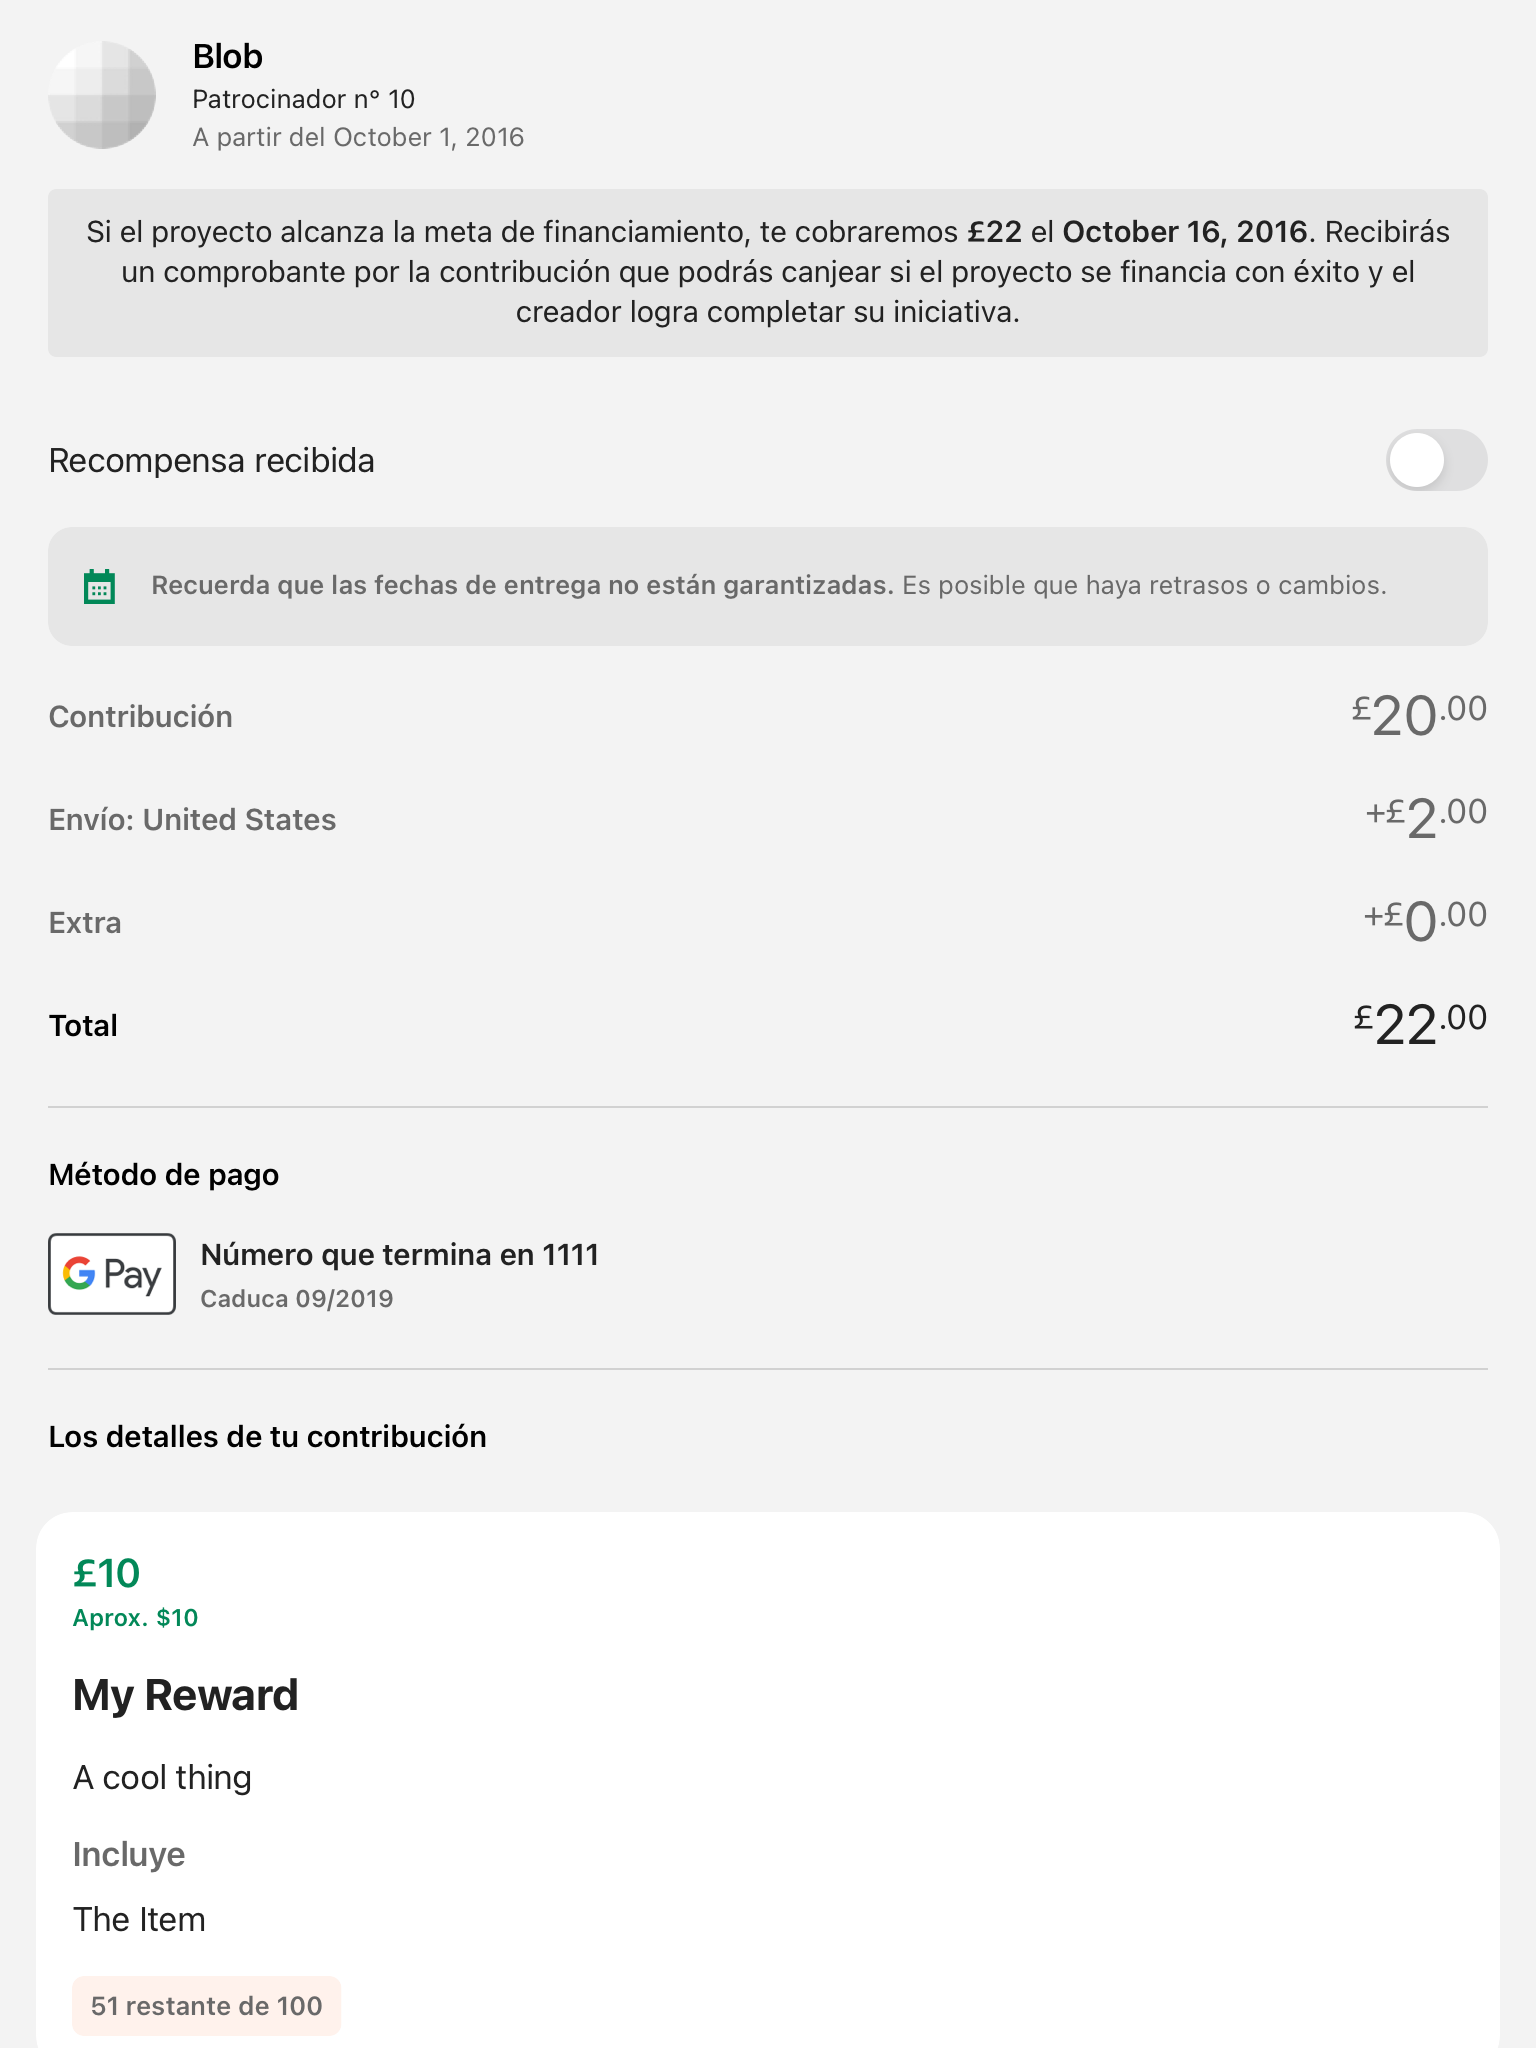 Blob
Patrocinador n° 10
A partir del October 1, 2016
Si el proyecto alcanza la meta de financiamiento, te cobraremos £22 el October 16, 2016. Recibirás
un comprobante por la contribución que podrás canjear si el proyecto se financia con éxito y el
creador logra completar su iniciativa.
Recompensa recibida
Recuerda que las fechas de entrega no están garantizadas. Es posible que haya retrasos o cambios.
Contribución £20.00
Envío: United States +£2.00
Extra +£0.00
Total £22.00
Método de pago
G Pay
Número que termina en 1111
Caduca 09/2019
Los detalles de tu contribución
£10
Aprox. $10
My Reward
A cool thing
Incluye
The Item
51 restante de 100